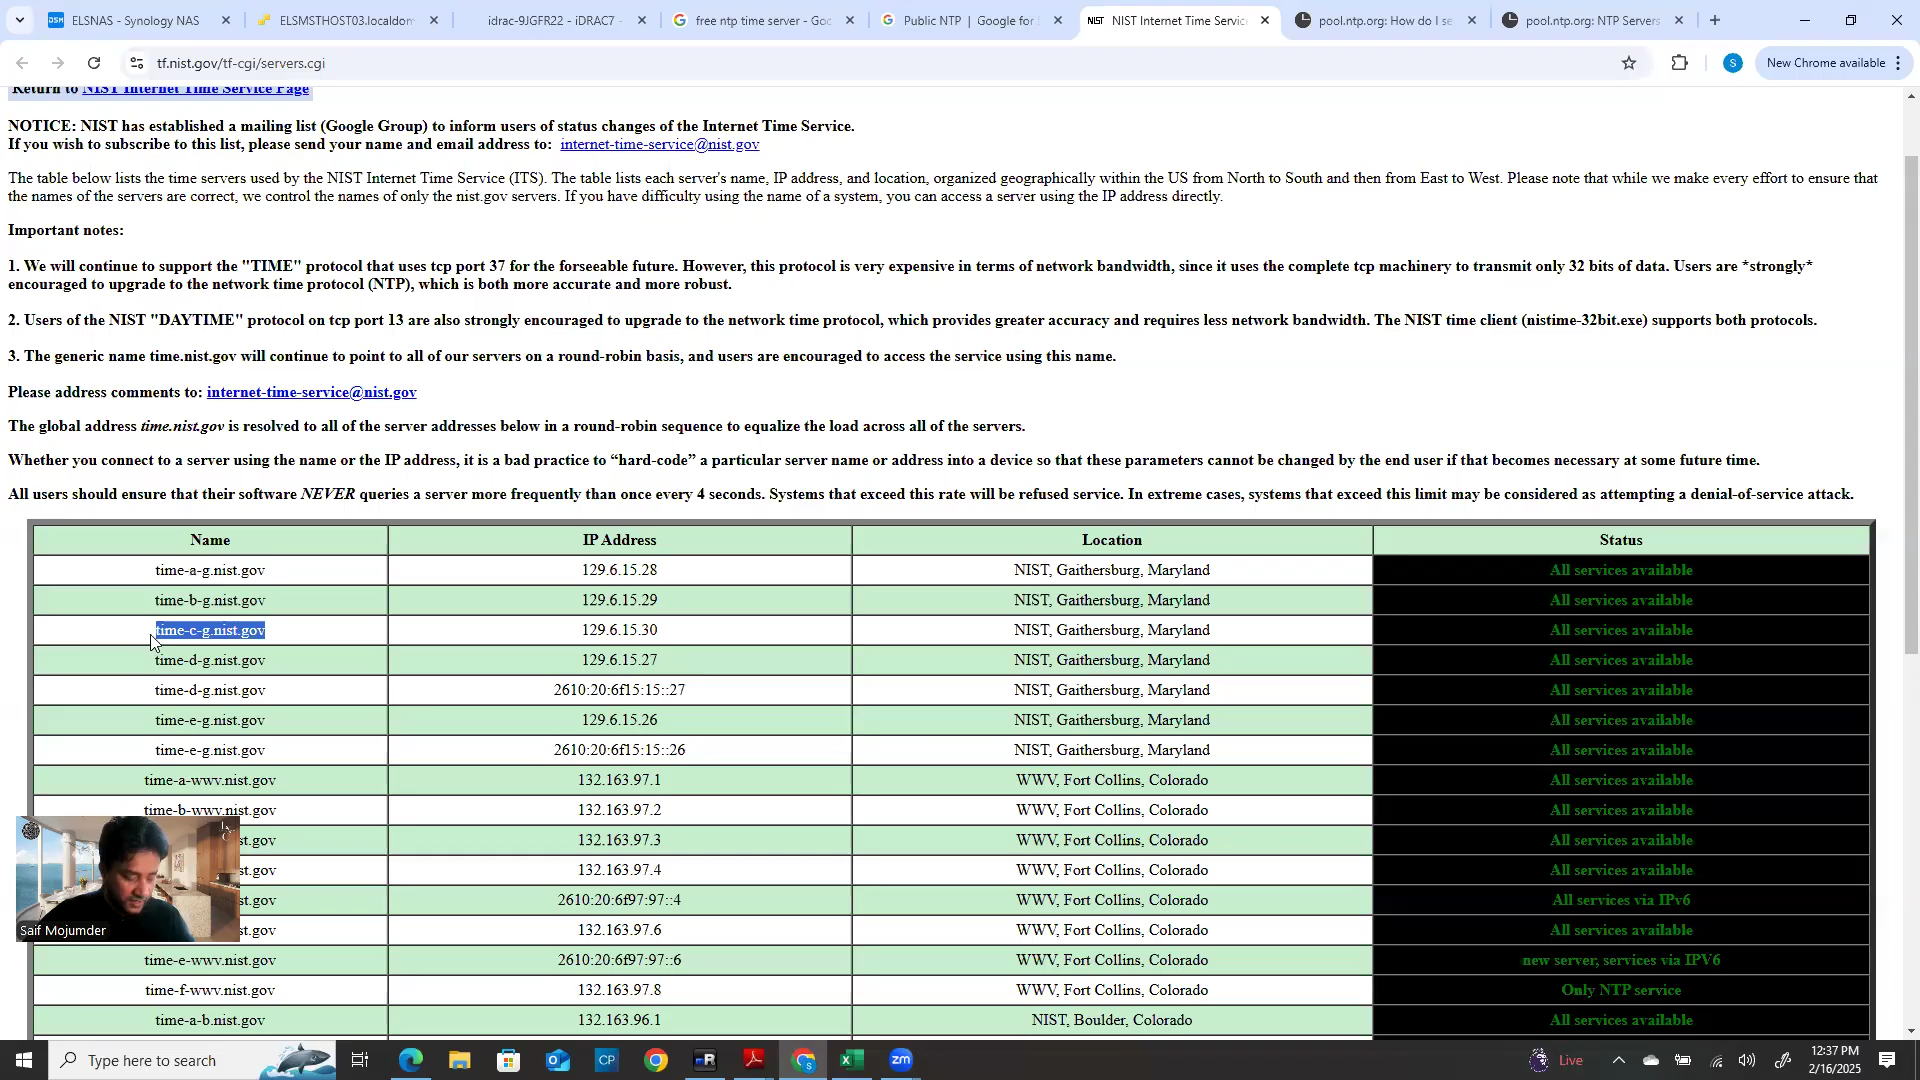 ELSNAS - Synology NAS
ELSMSTHOST03.localdom
idrac-9JGFR22 - iDRAC7 -
free ntp time server - Goo
Public NTP | Google for
NIST Internet Time Service
pool.ntp.org: How do I se
pool.ntp.org: NTP Servers
tf.nist.gov/tf-cgi/servers.cgi
S
New Chrome available
Return to NIST Internet Time Service Page
NOTICE: NIST has established a mailing list (Google Group) to inform users of status changes of the Internet Time Service.
If you wish to subscribe to this list, please send your name and email address to: internet-time-service@nist.gov
The table below lists the time servers used by the NIST Internet Time Service (ITS). The table lists each server's name, IP address, and location, organized geographically within the US from North to South and then from East to West. Please note that while we make every effort to ensure that
the names of the servers are correct, we control the names of only the nist.gov servers. If you have difficulty using the name of a system, you can access a server using the IP address directly.
Important notes:
1. We will continue to support the "TIME" protocol that uses tcp port 37 for the forseeable future. However, this protocol is very expensive in terms of network bandwidth, since it uses the complete tcp machinery to transmit only 32 bits of data. Users are *strongly*
encouraged to upgrade to the network time protocol (NTP), which is both more accurate and more robust.
2. Users of the NIST "DAYTIME" protocol on tcp port 13 are also strongly encouraged to upgrade to the network time protocol, which provides greater accuracy and requires less network bandwidth. The NIST time client (nistime-32bit.exe) supports both protocols.
3. The generic name time.nist.gov will continue to point to all of our servers on a round-robin basis, and users are encouraged to access the service using this name.
Please address comments to: internet-time-service@nist.gov
The global address time.nist.gov is resolved to all of the server addresses below in a round-robin sequence to equalize the load across all of the servers.
Whether you connect to a server using the name or the IP address, it is a bad practice to “hard-code” a particular server name or address into a device so that these parameters cannot be changed by the end user if that becomes necessary at some future time.
All users should ensure that their software NEVER queries a server more frequently than once every 4 seconds. Systems that exceed this rate will be refused service. In extreme cases, systems that exceed this limit may be considered as attempting a denial-of-service attack.
Name IP Address Location Status
time-a-g.nist.gov 129.6.15.28 NIST, Gaithersburg, Maryland All services available
time-b-g.nist.gov 129.6.15.29 NIST, Gaithersburg, Maryland All services available
time-c-g.nist.gov 129.6.15.30 NIST, Gaithersburg, Maryland All services available
time-d-g.nist.gov 129.6.15.27 NIST, Gaithersburg, Maryland All services available
time-d-g.nist.gov 2610:20:6f15:15::27 NIST, Gaithersburg, Maryland All services available
time-e-g.nist.gov 129.6.15.26 NIST, Gaithersburg, Maryland All services available
time-e-g.nist.gov 2610:20:6f15:15::26 NIST, Gaithersburg, Maryland All services available
time-a-wwv.nist.gov 132.163.97.1 WWV, Fort Collins, Colorado All services available
time-b-wwv.nist.gov 132.163.97.2 WWV, Fort Collins, Colorado All services available
st.gov 132.163.97.3 WWV, Fort Collins, Colorado All services available
st.gov 132.163.97.4 WWV, Fort Collins, Colorado All services available
st.gov 2610:20:6f97:97::4 WWV, Fort Collins, Colorado All services via IPv6
st.gov 132.163.97.6 WWV, Fort Collins, Colorado All services available
Saif Mojumder
time-e-wwv.nist.gov 2610:20:6f97:97::6 WWV, Fort Collins, Colorado new server, services via IPV6
time-f-wwv.nist.gov 132.163.97.8 WWV, Fort Collins, Colorado Only NTP service
time-a-b.nist.gov 132.163.96.1 NIST, Boulder, Colorado All services available
Type here to search
CP
zm
Live
12:37 PM
2/16/2025